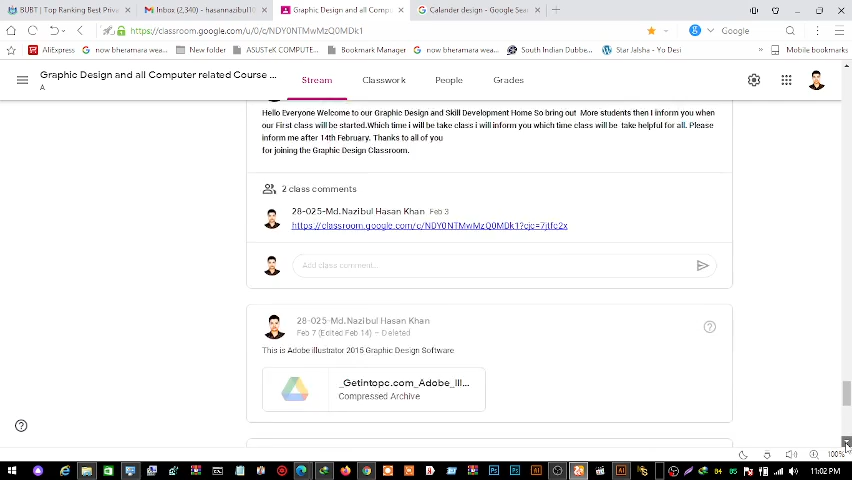 BUBT | Top Ranking Best Priva
Inbox (2,340) - hasannazibul10
Graphic Design and all Compu
Calander design - Google Sear
https://classroom.google.com/u/0/c/NDY0NTMwMzQ0MDk1
Google
AliExpress
now bheramara wea...
New folder
ASUSTeK COMPUTE...
Bookmark Manager
now bheramara wea...
South Indian Dubbe...
Star Jalsha - Yo Desi
Mobile bookmarks
Graphic Design and all Computer related Course ...
A
Stream
Classwork
People
Grades
Hello Everyone Welcome to our Graphic Design and Skill Development Home So bring out More students then I inform you when
our First class will be started.Which time i will be take class i will inform you which time class will be take helpful for all. Please
inform me after 14th February. Thanks to all of you
for joining the Graphic Design Classroom.
2 class comments
28-025-Md.Nazibul Hasan Khan Feb 3
https://classroom.google.com/c/NDY0NTMwMzQ0MDk1?cjc=7jtfc2x
Add class comment...
28-025-Md.Nazibul Hasan Khan
Feb 7 (Edited Feb 14) – Deleted
This is Adobe illustrator 2015 Graphic Design Software
_Getintopc.com_Adobe_Ill...
Compressed Archive
100%
11:02 PM